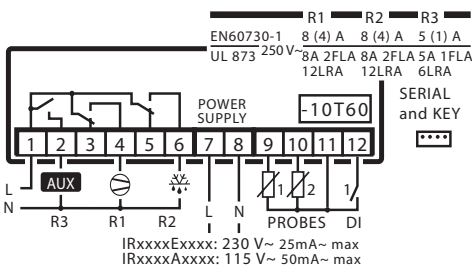 R1 R2 R3
EN60730-1 250 V~ 8 (4) A 8 (4) A 5 (1) A
UL 873 8A 2FLA 8A 2FLA 5A 1FLA
12LRA 12LRA 6LRA
POWER SUPPLY
-10T60
SERIAL and KEY
1 2 3 4 5 6 7 8 9 10 11 12
L AUX 1 2 1
N
R3 R1 R2 L N PROBES DI
IRxxxxExxxx: 230 V~ 25mA~ max
IRxxxxAxxxx: 115 V~ 50mA~ max